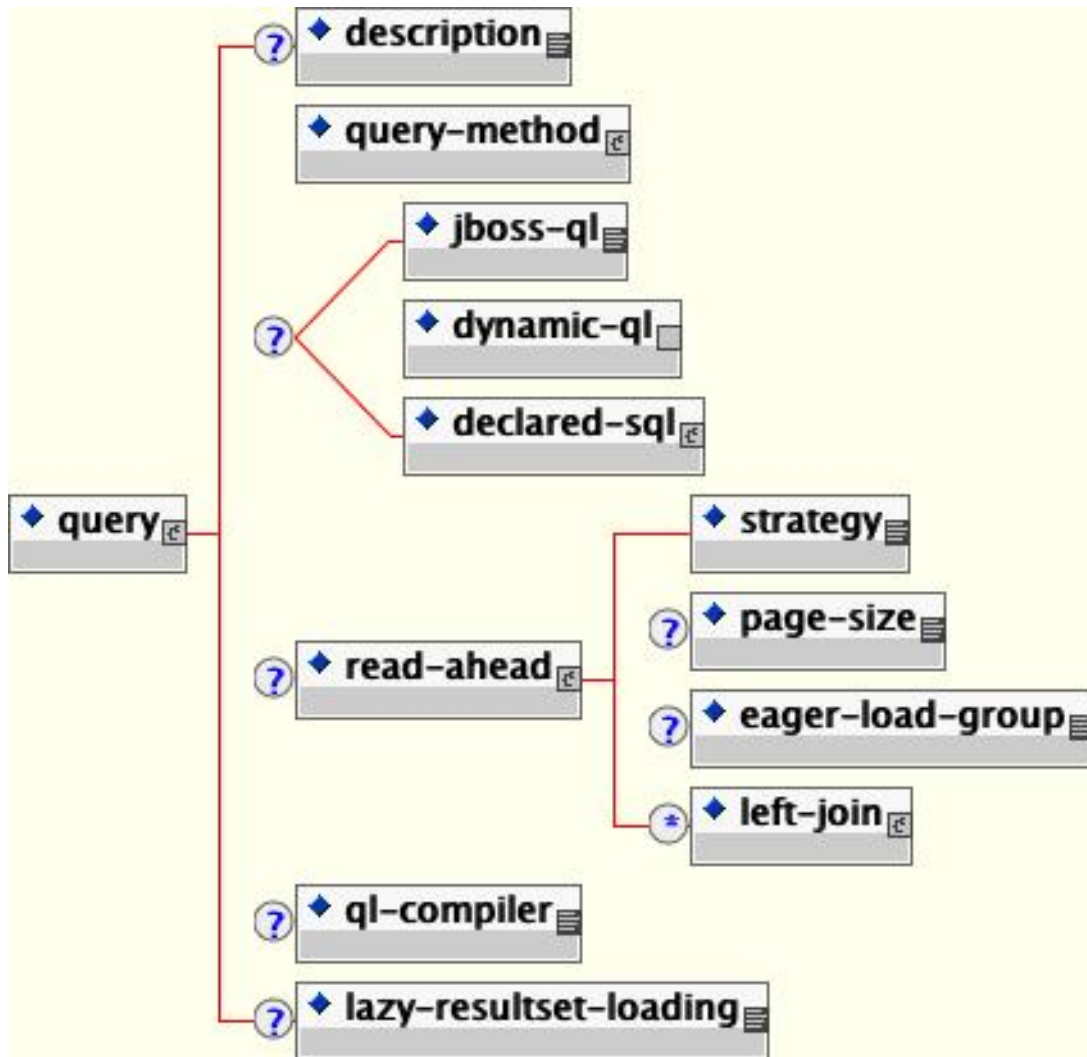 ? description
query-method
jboss-ql
? dynamic-ql
declared-sql
query
strategy
? page-size
? read-ahead
? eager-load-group
* left-join
? ql-compiler
? lazy-resultset-loading